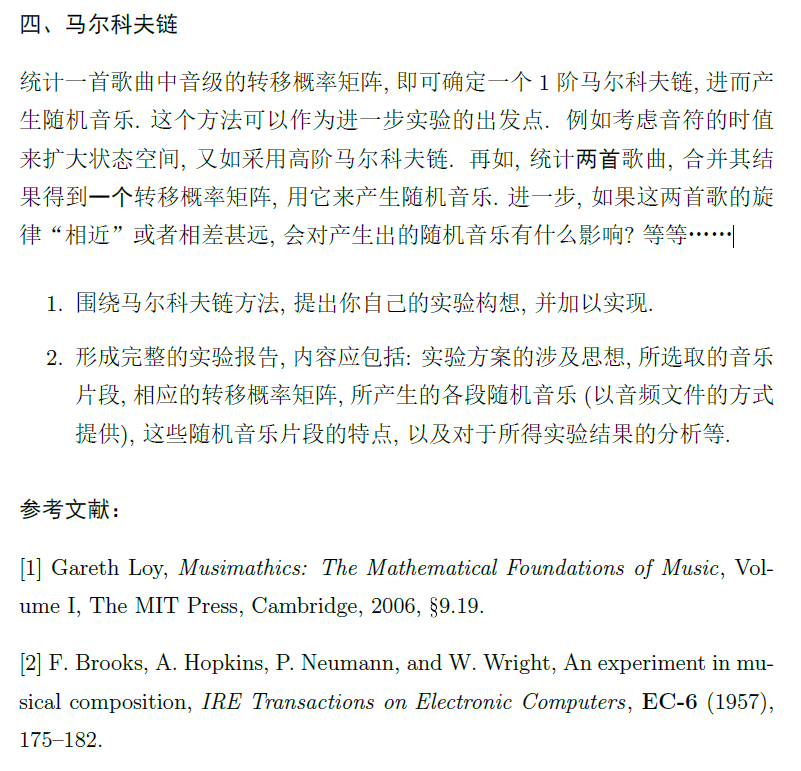 四、马尔科夫链
统计一首歌曲中音级的转移概率矩阵, 即可确定一个 1 阶马尔科夫链, 进而产
生随机音乐. 这个方法可以作为进一步实验的出发点. 例如考虑音符的时值
来扩大状态空间, 又如采用高阶马尔科夫链. 再如, 统计两首歌曲, 合并其结
果得到一个转移概率矩阵, 用它来产生随机音乐. 进一步, 如果这两首歌的旋
律“相近”或者相差甚远, 会对产生出的随机音乐有什么影响? 等等……
1. 围绕马尔科夫链方法, 提出你自己的实验构想, 并加以实现.
2. 形成完整的实验报告, 内容应包括: 实验方案的涉及思想, 所选取的音乐
片段, 相应的转移概率矩阵, 所产生的各段随机音乐 (以音频文件的方式
提供), 这些随机音乐片段的特点, 以及对于所得实验结果的分析等.
参考文献：
[1] Gareth Loy, Musimathics: The Mathematical Foundations of Music, Vol-
ume I, The MIT Press, Cambridge, 2006, §9.19.
[2] F. Brooks, A. Hopkins, P. Neumann, and W. Wright, An experiment in mu-
sical composition, IRE Transactions on Electronic Computers, EC-6 (1957),
175–182.